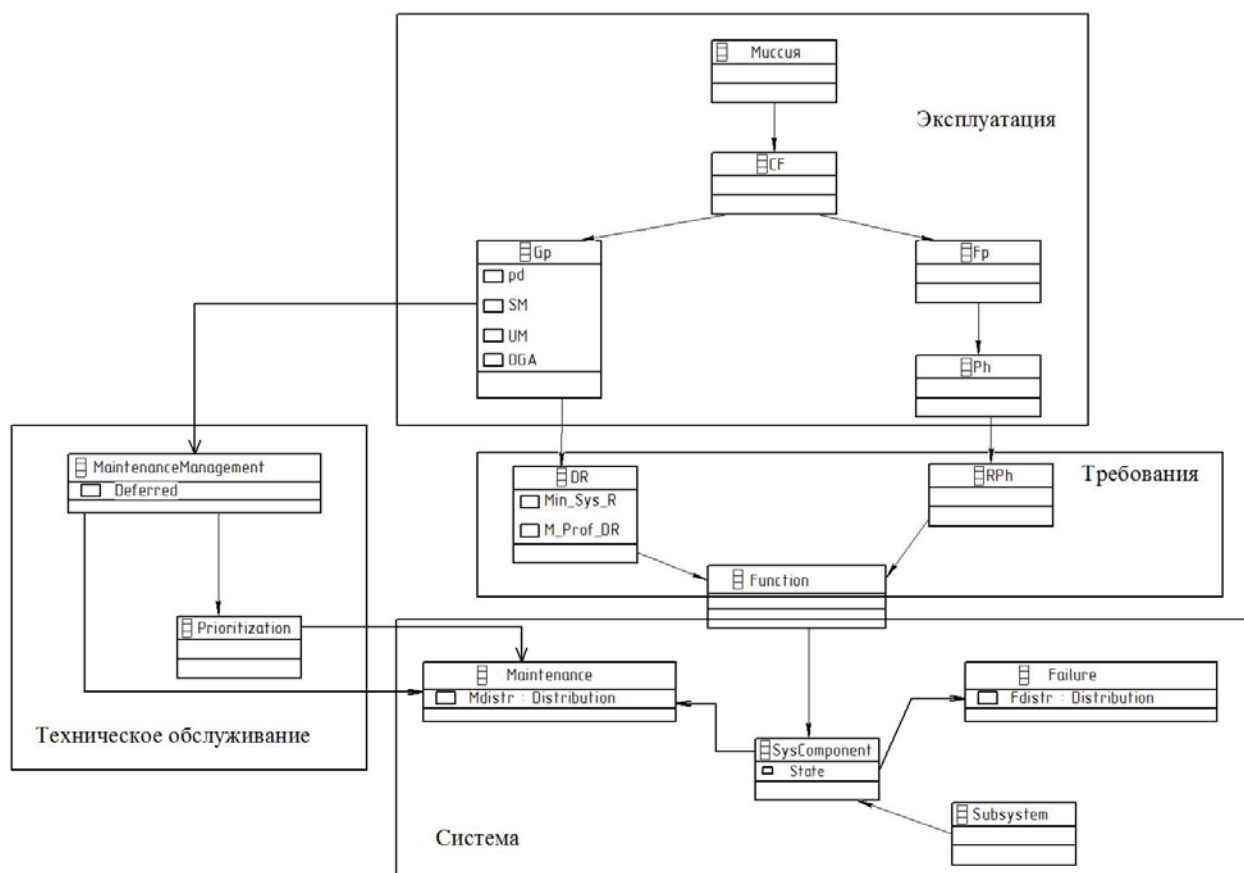 Миссия
Эксплуатация
CF
Gp
pd
SM
UM
OGA
Fp
Ph
MaintenanceManagement
Deferred
Prioritization
Техническое обслуживание
DR
Min_Sys_R
M_Prof_DR
RPh
Требования
Function
Maintenance
Mdistr : Distribution
Failure
Fdistr : Distribution
SysComponent
State
Subsystem
Система